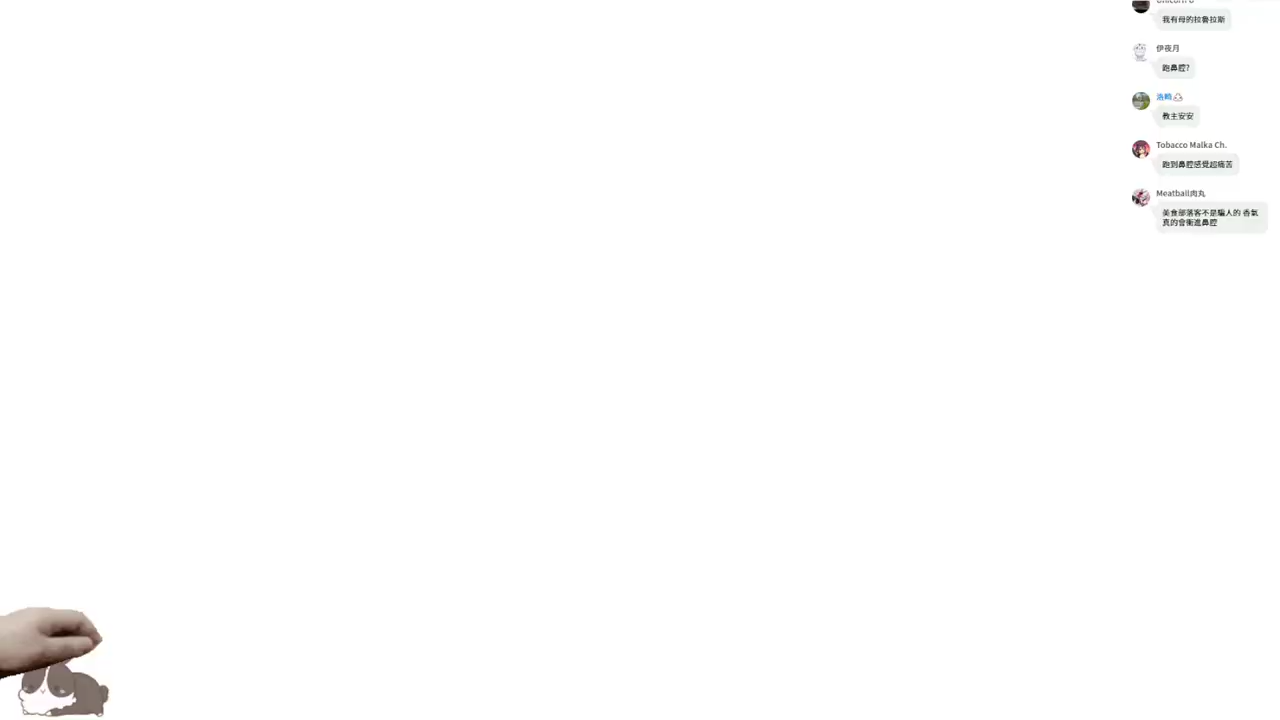 我有母的拉魯拉斯
伊夜月
跑鼻腔?
洛畸
教主安安
Tobacco Malka Ch.
跑到鼻腔感覺超痛苦
Meatball肉丸
美食部落客不是騙人的 香氣
真的會衝進鼻腔